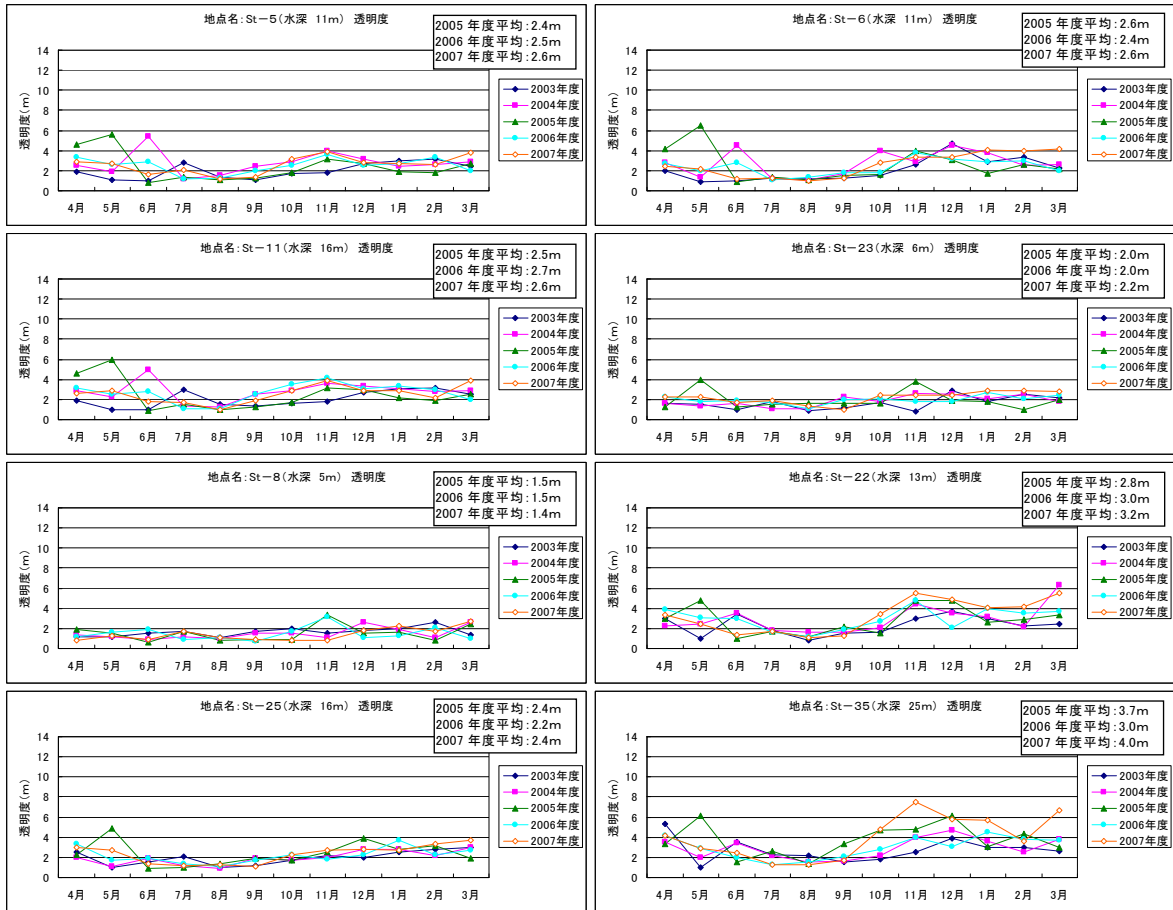 地点名:St-5(水深 11m) 透明度
2005 年度平均:2.4m
2006 年度平均:2.5m
2007 年度平均:2.6m
透明度(m)
14
12
10
8
6
4
2
0
4月 5月 6月 7月 8月 9月 10月 11月 12月 1月 2月 3月
2003年度
2004年度
2005年度
2006年度
2007年度
地点名:St-6(水深 11m) 透明度
2005 年度平均:2.6m
2006 年度平均:2.4m
2007 年度平均:2.6m
透明度(m)
14
12
10
8
6
4
2
0
4月 5月 6月 7月 8月 9月 10月 11月 12月 1月 2月 3月
2003年度
2004年度
2005年度
2006年度
2007年度
地点名:St-11(水深 16m) 透明度
2005 年度平均:2.5m
2006 年度平均:2.7m
2007 年度平均:2.6m
透明度(m)
14
12
10
8
6
4
2
0
4月 5月 6月 7月 8月 9月 10月 11月 12月 1月 2月 3月
2003年度
2004年度
2005年度
2006年度
2007年度
地点名:St-23(水深 6m) 透明度
2005 年度平均:2.0m
2006 年度平均:2.0m
2007 年度平均:2.2m
透明度(m)
14
12
10
8
6
4
2
0
4月 5月 6月 7月 8月 9月 10月 11月 12月 1月 2月 3月
2003年度
2004年度
2005年度
2006年度
2007年度
地点名:St-8(水深 5m) 透明度
2005 年度平均:1.5m
2006 年度平均:1.5m
2007 年度平均:1.4m
透明度(m)
14
12
10
8
6
4
2
0
4月 5月 6月 7月 8月 9月 10月 11月 12月 1月 2月 3月
2003年度
2004年度
2005年度
2006年度
2007年度
地点名:St-22(水深 13m) 透明度
2005 年度平均:2.8m
2006 年度平均:3.0m
2007 年度平均:3.2m
透明度(m)
14
12
10
8
6
4
2
0
4月 5月 6月 7月 8月 9月 10月 11月 12月 1月 2月 3月
2003年度
2004年度
2005年度
2006年度
2007年度
地点名:St-25(水深 16m) 透明度
2005 年度平均:2.4m
2006 年度平均:2.2m
2007 年度平均:2.4m
透明度(m)
14
12
10
8
6
4
2
0
4月 5月 6月 7月 8月 9月 10月 11月 12月 1月 2月 3月
2003年度
2004年度
2005年度
2006年度
2007年度
地点名:St-35(水深 25m) 透明度
2005 年度平均:3.7m
2006 年度平均:3.0m
2007 年度平均:4.0m
透明度(m)
14
12
10
8
6
4
2
0
4月 5月 6月 7月 8月 9月 10月 11月 12月 1月 2月 3月
2003年度
2004年度
2005年度
2006年度
2007年度